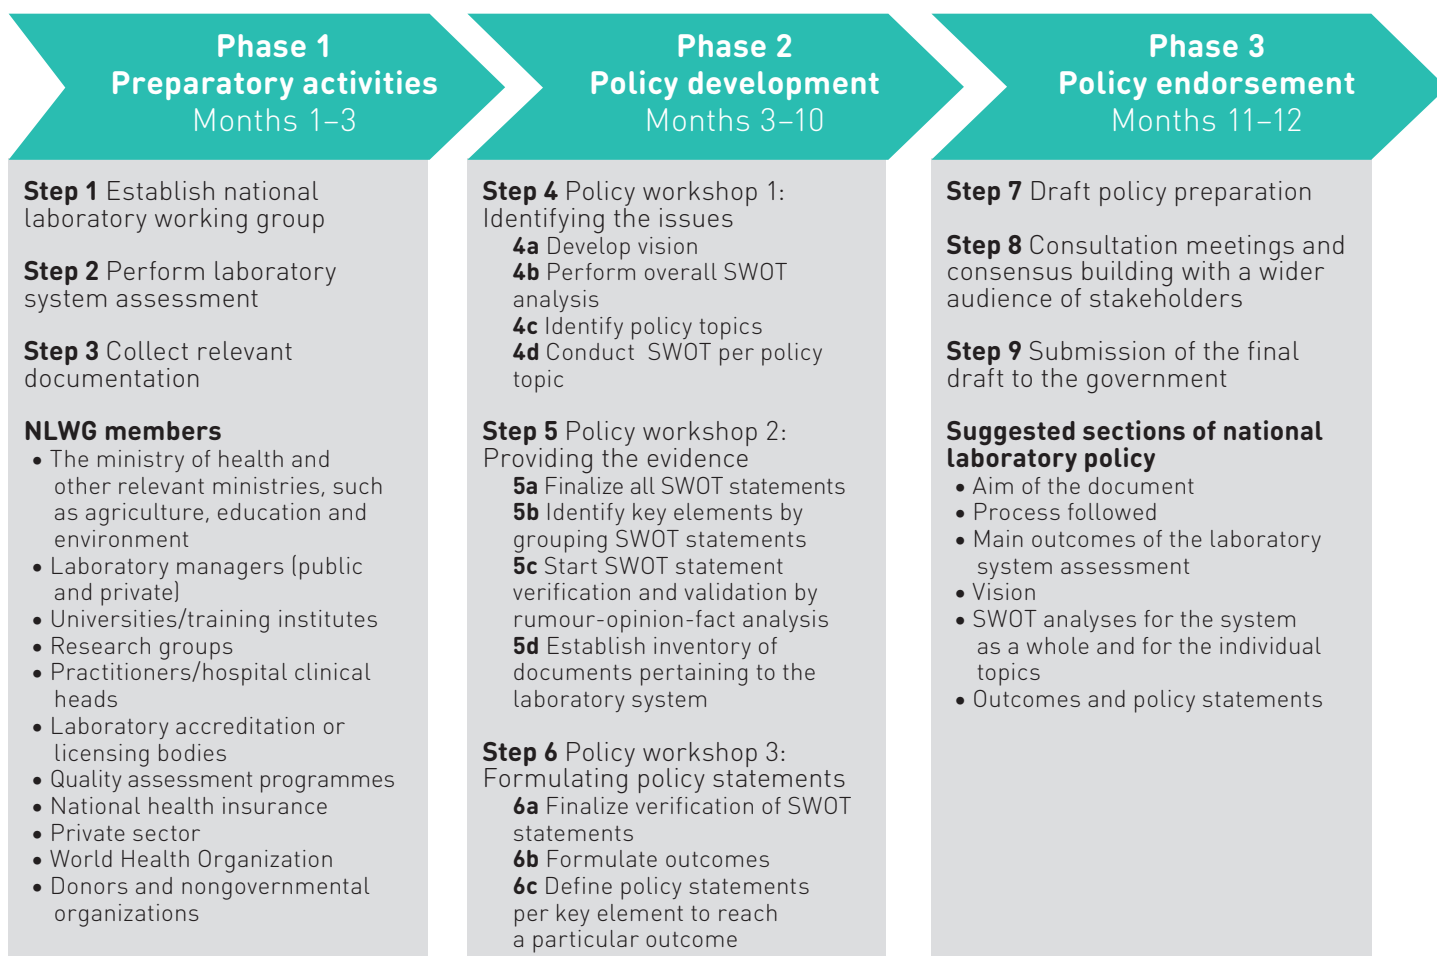 Phase 1
Preparatory activities
Months 1–3
Step 1 Establish national
laboratory working group
Step 2 Perform laboratory
system assessment
Step 3 Collect relevant
documentation
NLWG members
• The ministry of health and
other relevant ministries, such
as agriculture, education and
environment
• Laboratory managers (public
and private)
• Universities/training institutes
• Research groups
• Practitioners/hospital clinical
heads
• Laboratory accreditation or
licensing bodies
• Quality assessment programmes
• National health insurance
• Private sector
• World Health Organization
• Donors and nongovernmental
organizations
Phase 2
Policy development
Months 3–10
Step 4 Policy workshop 1:
Identifying the issues
4a Develop vision
4b Perform overall SWOT
analysis
4c Identify policy topics
4d Conduct SWOT per policy
topic
Step 5 Policy workshop 2:
Providing the evidence
5a Finalize all SWOT statements
5b Identify key elements by
grouping SWOT statements
5c Start SWOT statement
verification and validation by
rumour-opinion-fact analysis
5d Establish inventory of
documents pertaining to the
laboratory system
Step 6 Policy workshop 3:
Formulating policy statements
6a Finalize verification of SWOT
statements
6b Formulate outcomes
6c Define policy statements
per key element to reach
a particular outcome
Phase 3
Policy endorsement
Months 11–12
Step 7 Draft policy preparation
Step 8 Consultation meetings and
consensus building with a wider
audience of stakeholders
Step 9 Submission of the final
draft to the government
Suggested sections of national
laboratory policy
• Aim of the document
• Process followed
• Main outcomes of the laboratory
system assessment
• Vision
• SWOT analyses for the system
as a whole and for the individual
topics
• Outcomes and policy statements